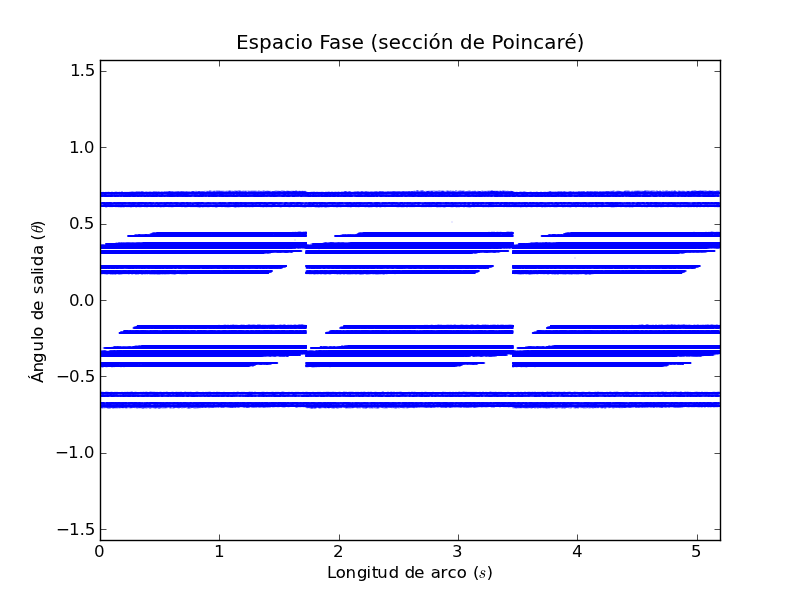 Espacio Fase (sección de Poincaré)
1.5
1.0
0.5
0.0
−0.5
−1.0
−1.5
Ángulo de salida (θ)
0 1 2 3 4 5
Longitud de arco (s)